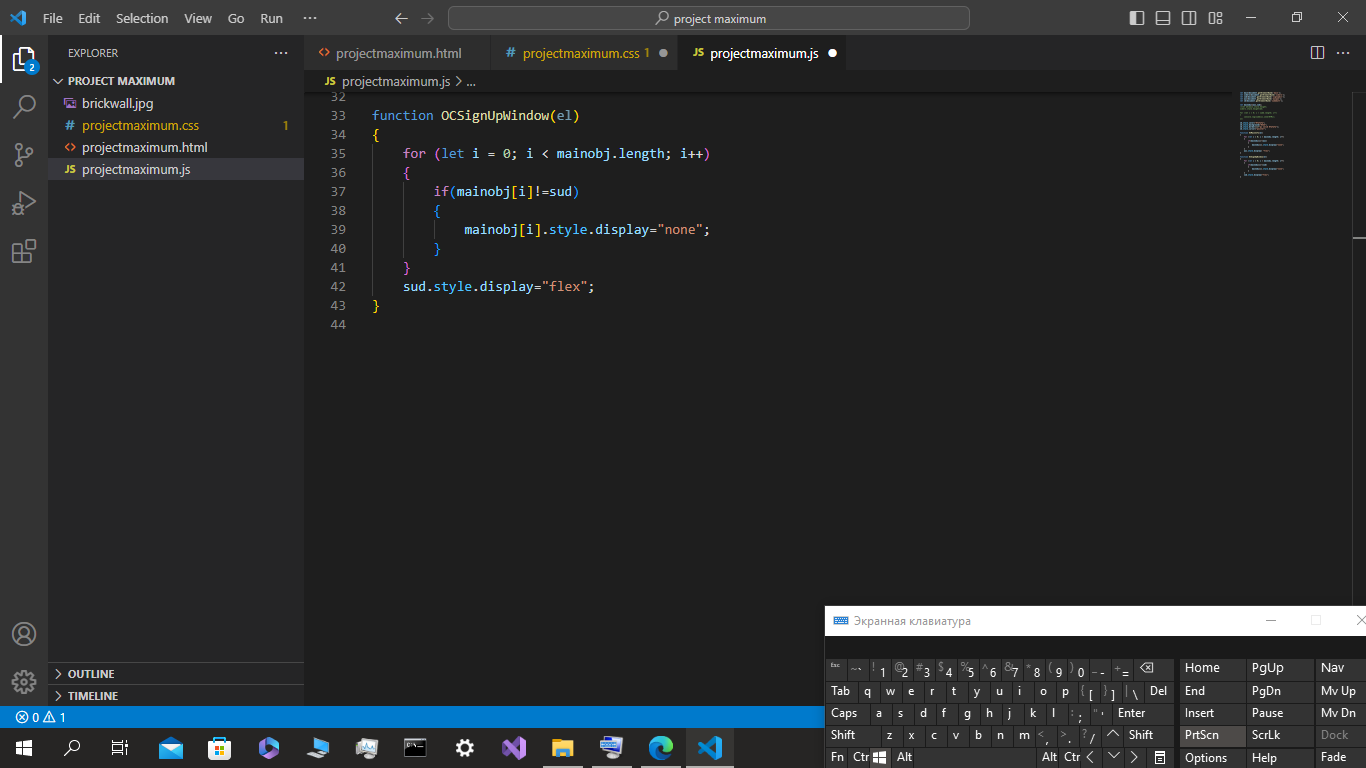 File Edit Selection View Go Run ··· project maximum
EXPLORER ···
PROJECT MAXIMUM
brickwall.jpg
# projectmaximum.css 1
<> projectmaximum.html
JS projectmaximum.js
2
OUTLINE
TIMELINE
<> projectmaximum.html # projectmaximum.css 1 JS projectmaximum.js ···
JS projectmaximum.js > ...
32
33 function OCSignUpWindow(el)
34 {
35 for (let i = 0; i < mainobj.length; i++)
36 {
37 if(mainobj[i]!=sud)
38 {
39 mainobj[i].style.display="none";
40 }
41 }
42 sud.style.display="flex";
43 }
44
0 1
Экранная клавиатура
Esc ~ ` ! 1 @ 2 # 3 $ 4 % 5 ^ 6 & 7 * 8 ( 9 ) 0 _ - + = Home PgUp Nav
Tab q w e r t y u i o p { [ } ] | \ Del End PgDn Mv Up
Caps a s d f g h j k l : ; " ' Enter Insert Pause Mv Dn
Shift z x c v b n m < , > . ? / Shift PrtScn ScrLk Dock
Fn Ctr Alt Alt Ctr Options Help Fade